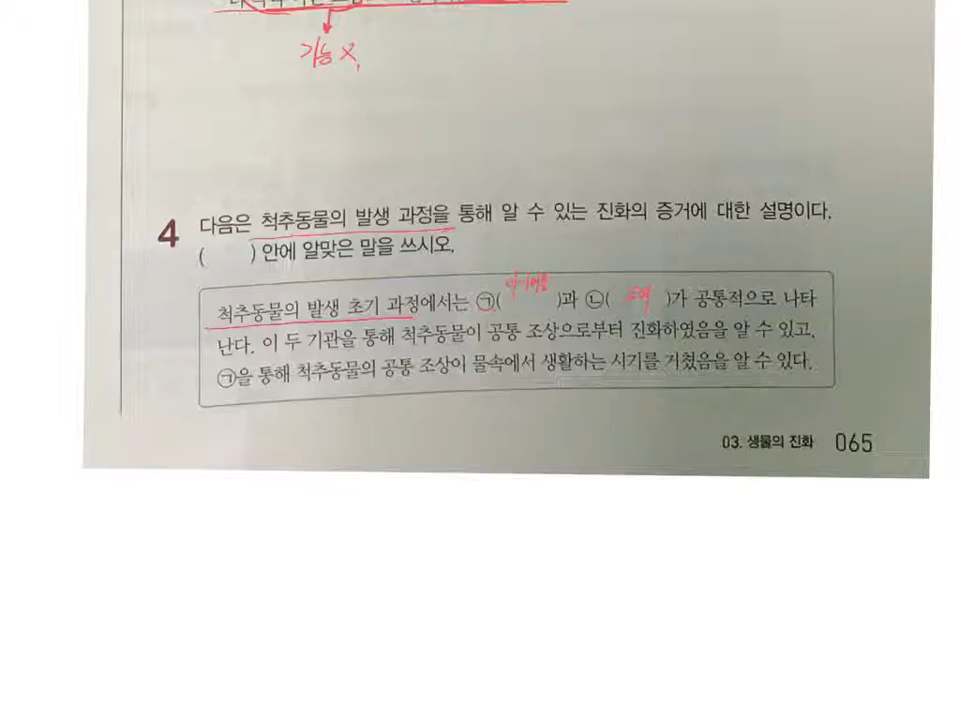 기능 X,
4 다음은 척추동물의 발생 과정을 통해 알 수 있는 진화의 증거에 대한 설명이다.
( ) 안에 알맞은 말을 쓰시오.
척추동물의 발생 초기 과정에서는 ㉠( )과 ㉡( )가 공통적으로 나타
난다. 이 두 기관을 통해 척추동물이 공통 조상으로부터 진화하였음을 알 수 있고,
㉠을 통해 척추동물의 공통 조상이 물속에서 생활하는 시기를 거쳤음을 알 수 있다.
03. 생물의 진화 065